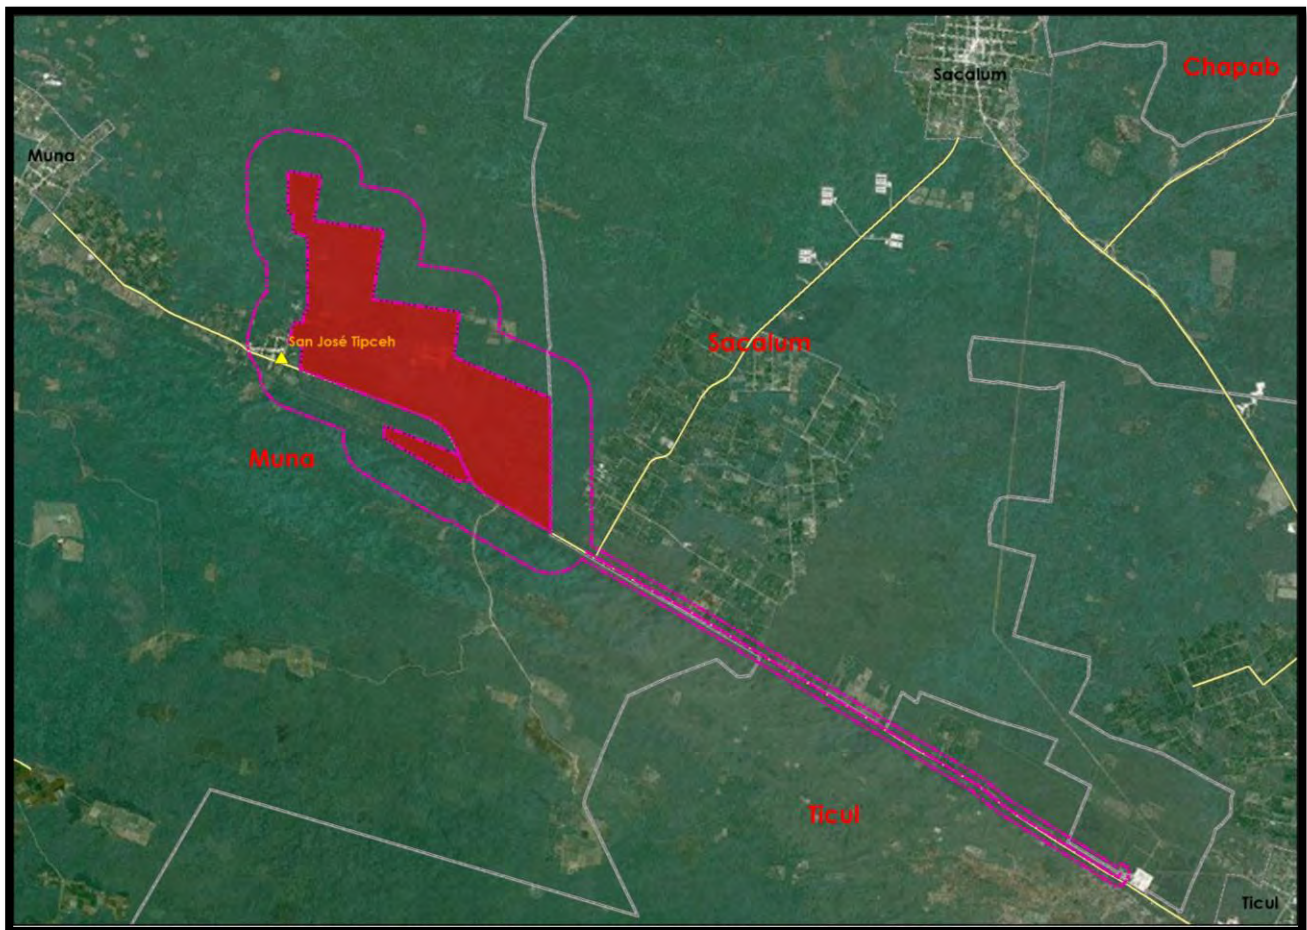 Chapab
Sacalum
Muna
San José Tipceh
Sacalum
Muna
Ticul
Ticul